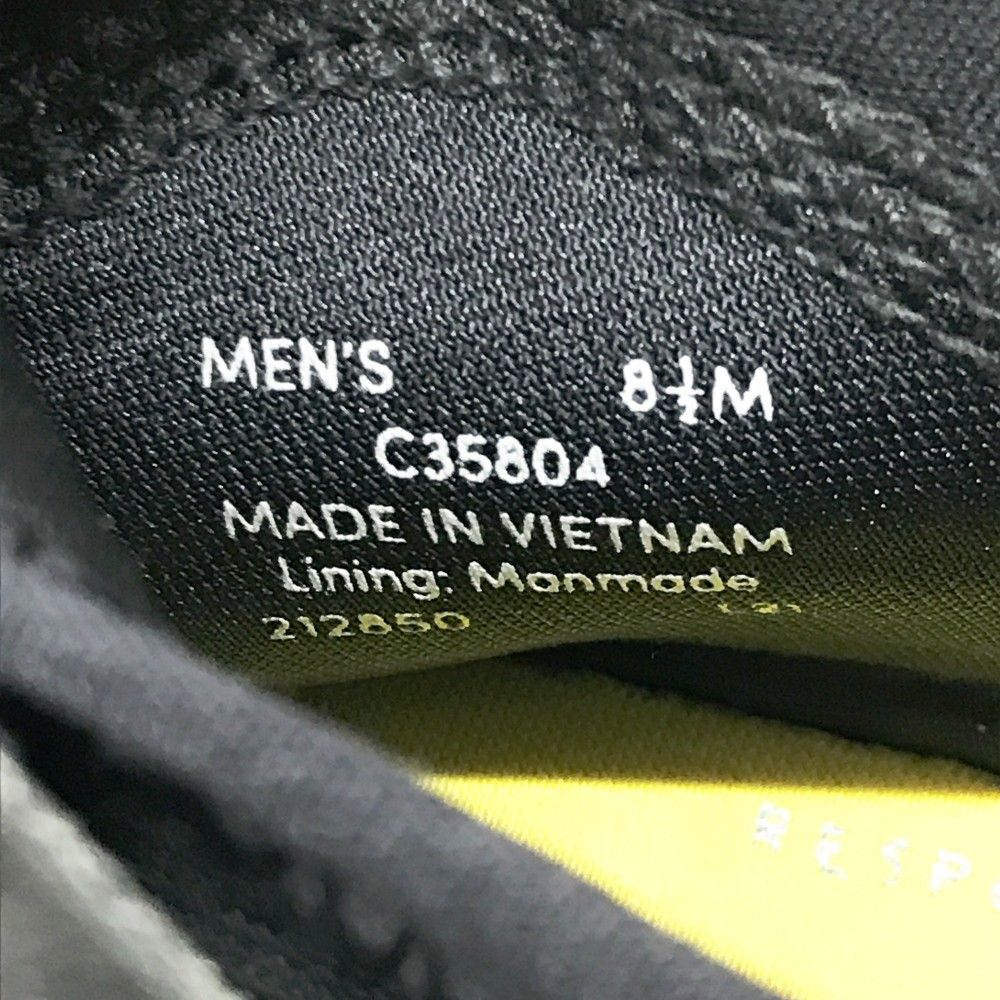 MEN'S 8½M
C35804
MADE IN VIETNAM
Lining: Manmade
212850